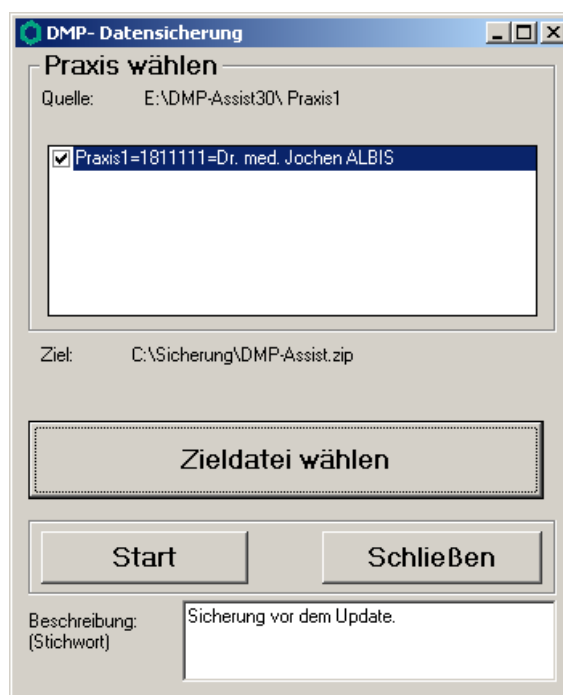 DMP- Datensicherung
Praxis wählen
Quelle: E:\DMP-Assist30\ Praxis1
Praxis1=1811111=Dr. med. Jochen ALBIS
Ziel: C:\Sicherung\DMP-Assist.zip
Zieldatei wählen
Start Schließen
Beschreibung: Sicherung vor dem Update.
(Stichwort)